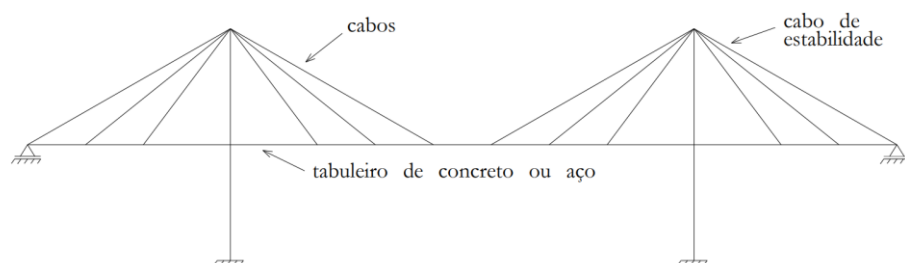 cabos
cabo de
estabilidade
tabuleiro de concreto ou aço